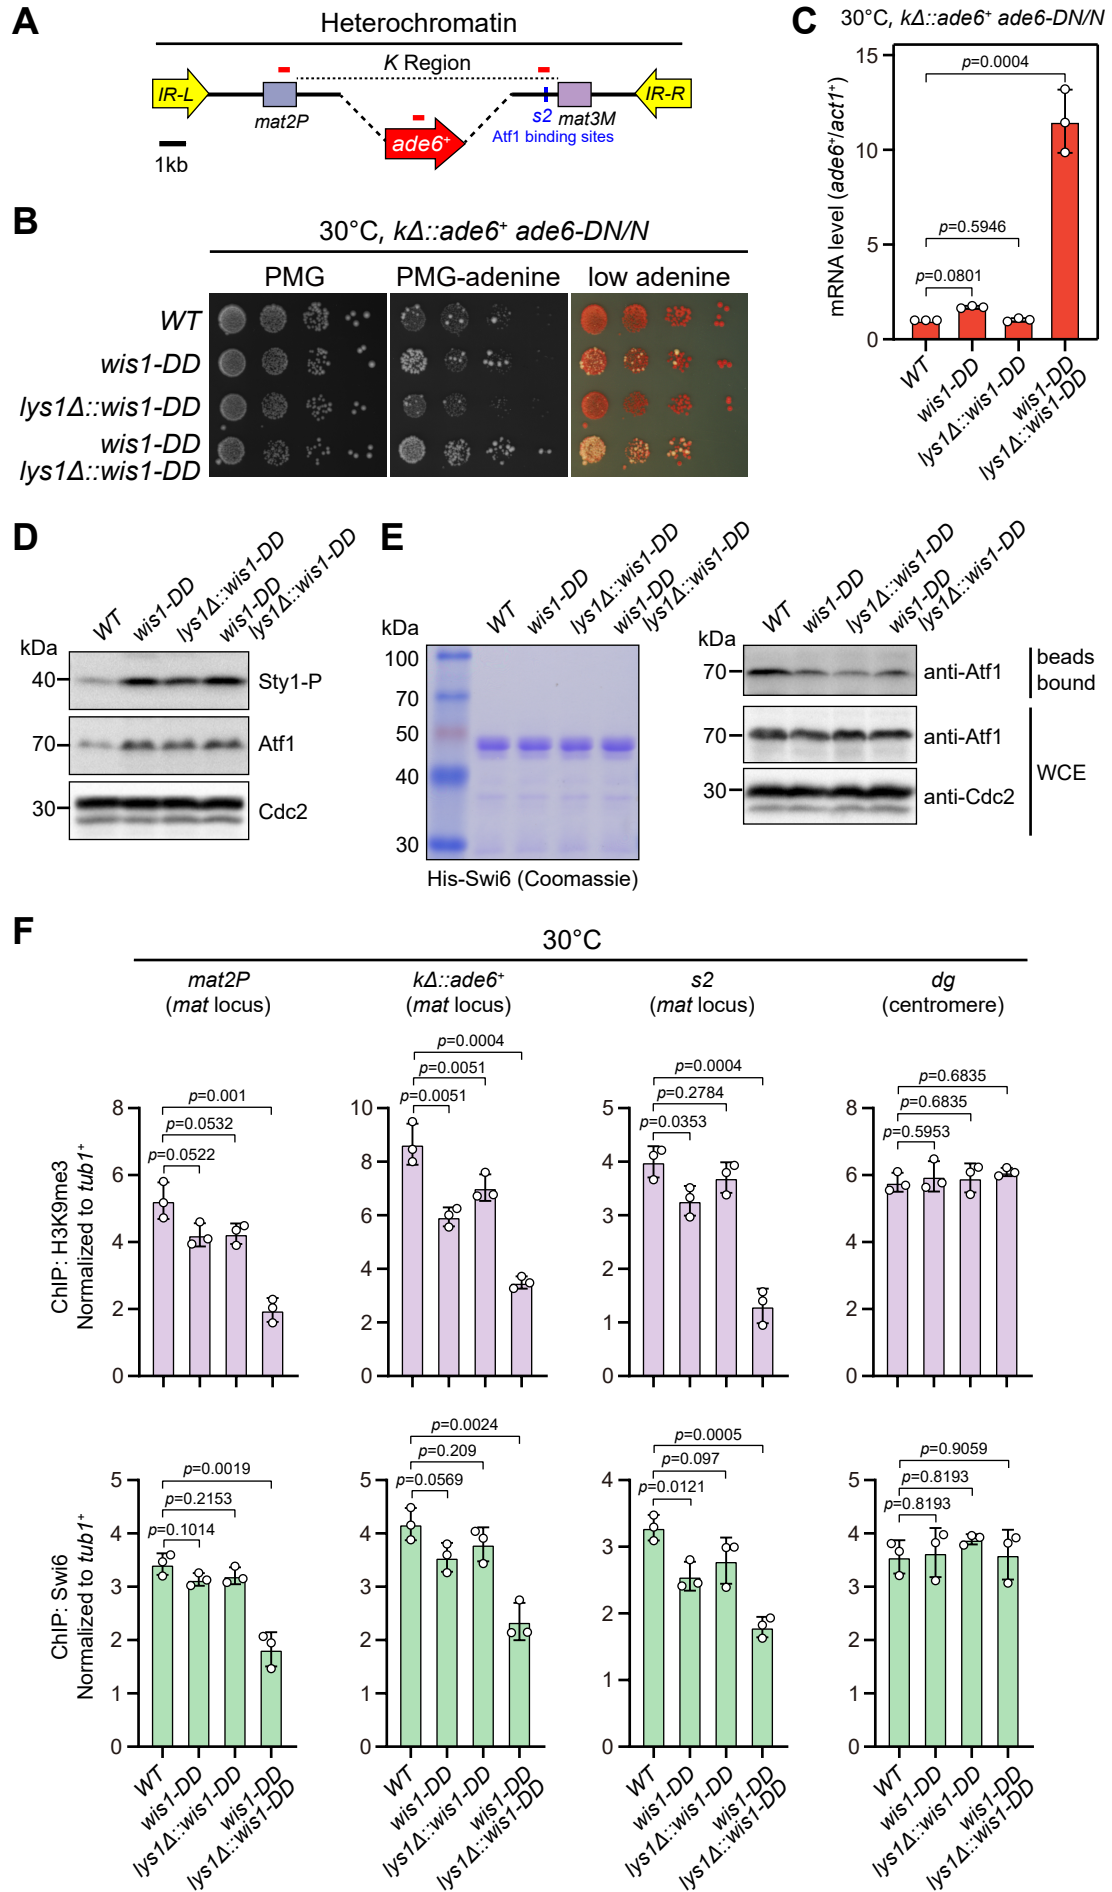 A
Heterochromatin
K Region
IR-L
mat2P
ade6+
s2
mat3M
IR-R
Atf1 binding sites
1kb
B
30°C, kΔ::ade6+ ade6-DN/N
PMG
PMG-adenine
low adenine
WT
wis1-DD
lys1Δ::wis1-DD
wis1-DD
lys1Δ::wis1-DD
C
30°C, kΔ::ade6+ ade6-DN/N
mRNA level (ade6+/act1+)
15
10
5
0
p=0.0004
p=0.5946
p=0.0801
WT
wis1-DD
lys1Δ::wis1-DD
wis1-DD
lys1Δ::wis1-DD
D
WT
wis1-DD
lys1Δ::wis1-DD
wis1-DD
lys1Δ::wis1-DD
kDa
40
Sty1-P
70
Atf1
30
Cdc2
E
WT
wis1-DD
lys1Δ::wis1-DD
wis1-DD
lys1Δ::wis1-DD
kDa
100
70
50
40
30
His-Swi6 (Coomassie)
WT
wis1-DD
lys1Δ::wis1-DD
wis1-DD
lys1Δ::wis1-DD
kDa
70
anti-Atf1
beads
bound
70
anti-Atf1
30
anti-Cdc2
WCE
F
30°C
mat2P
(mat locus)
kΔ::ade6+
(mat locus)
s2
(mat locus)
dg
(centromere)
ChIP: H3K9me3
Normalized to tub1+
8
6
4
2
0
p=0.001
p=0.0532
p=0.0522
10
8
6
4
2
0
p=0.0004
p=0.0051
p=0.0051
5
4
3
2
1
0
p=0.0004
p=0.2784
p=0.0353
8
6
4
2
0
p=0.6835
p=0.6835
p=0.5953
ChIP: Swi6
Normalized to tub1+
5
4
3
2
1
0
p=0.0019
p=0.2153
p=0.1014
WT
wis1-DD
lys1Δ::wis1-DD
wis1-DD
lys1Δ::wis1-DD
5
4
3
2
1
0
p=0.0024
p=0.209
p=0.0569
WT
wis1-DD
lys1Δ::wis1-DD
wis1-DD
lys1Δ::wis1-DD
4
3
2
1
0
p=0.0005
p=0.097
p=0.0121
WT
wis1-DD
lys1Δ::wis1-DD
wis1-DD
lys1Δ::wis1-DD
5
4
3
2
1
0
p=0.9059
p=0.8193
p=0.8193
WT
wis1-DD
lys1Δ::wis1-DD
wis1-DD
lys1Δ::wis1-DD